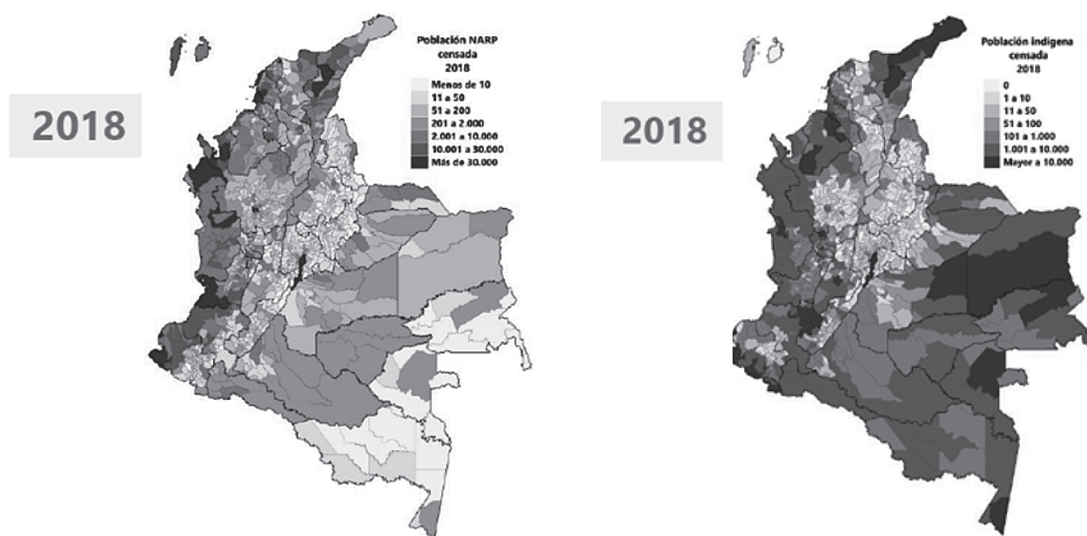 2018
Población NARP
censada
2018
Menos de 10
11 a 50
51 a 200
201 a 2.000
2.001 a 10.000
10.001 a 30.000
Más de 30.000
2018
Población indígena
censada
2018
0
1 a 10
11 a 50
51 a 100
101 a 1.000
1.001 a 10.000
Mayor a 10.000